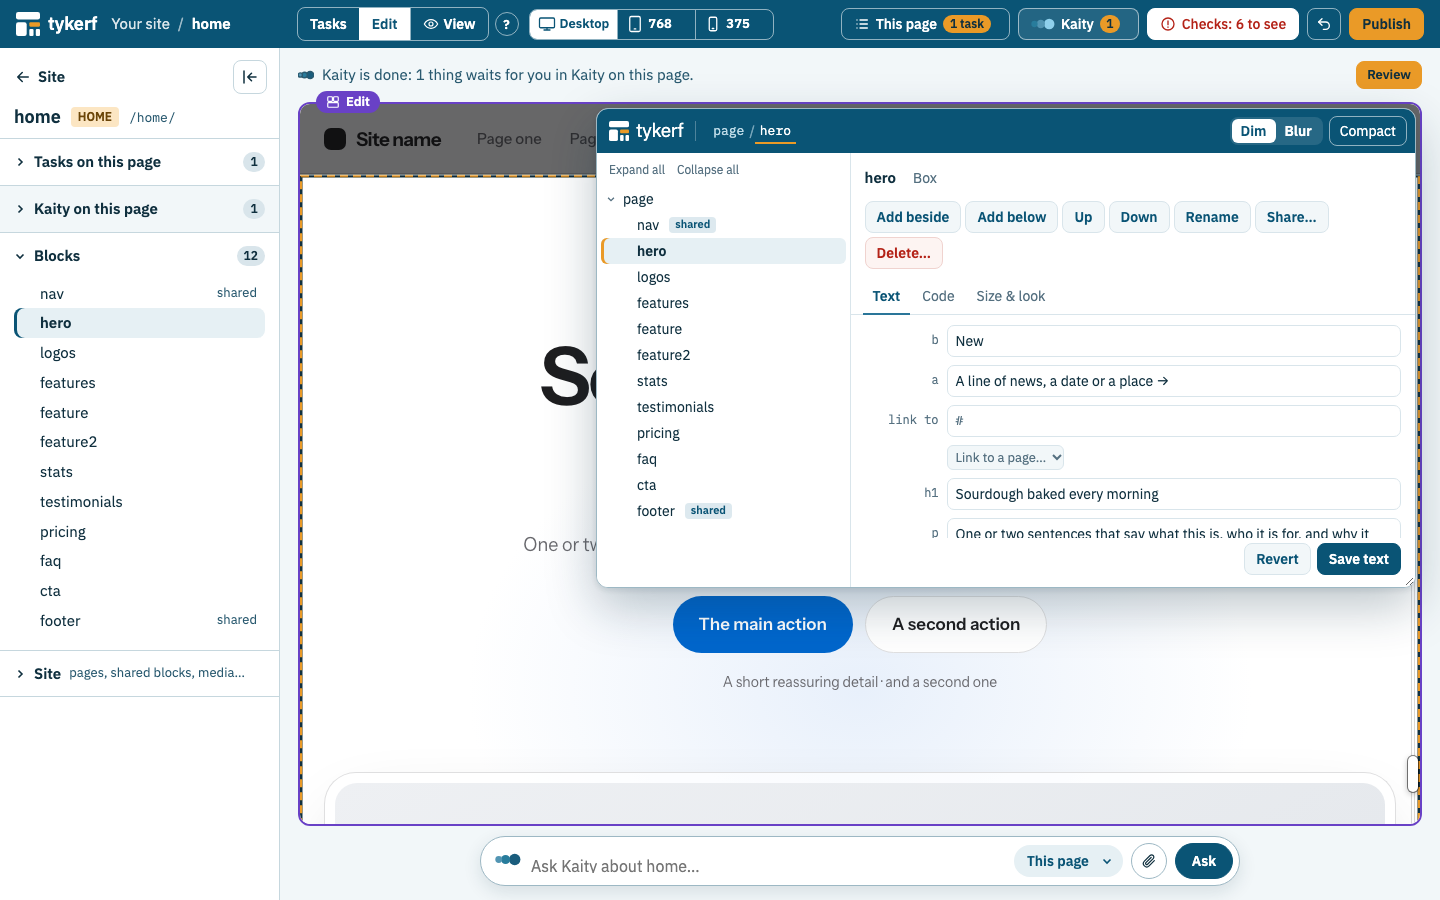 tykerf Your site / home Tasks Edit View ? Desktop 768 375 This page 1 task Kaity 1 Checks: 6 to see Publish
Site
home HOME /home/
Tasks on this page 1
Kaity on this page 1
Blocks 12
nav shared
hero
logos
features
feature
feature2
stats
testimonials
pricing
faq
cta
footer shared
Site pages, shared blocks, media...
Kaity is done: 1 thing waits for you in Kaity on this page. Review
Edit
Site name Page one Pag
tykerf page / hero Dim Blur Compact
Expand all Collapse all
page
nav shared
hero
logos
features
feature
feature2
stats
testimonials
pricing
faq
cta
footer shared
hero Box
Add beside Add below Up Down Rename Share...
Delete...
Text Code Size & look
b New
a A line of news, a date or a place →
link to #
Link to a page...
h1 Sourdough baked every morning
p One or two sentences that say what this is, who it is for, and why it
Revert Save text
One or tw
The main action A second action
A short reassuring detail · and a second one
Ask Kaity about home... This page Ask